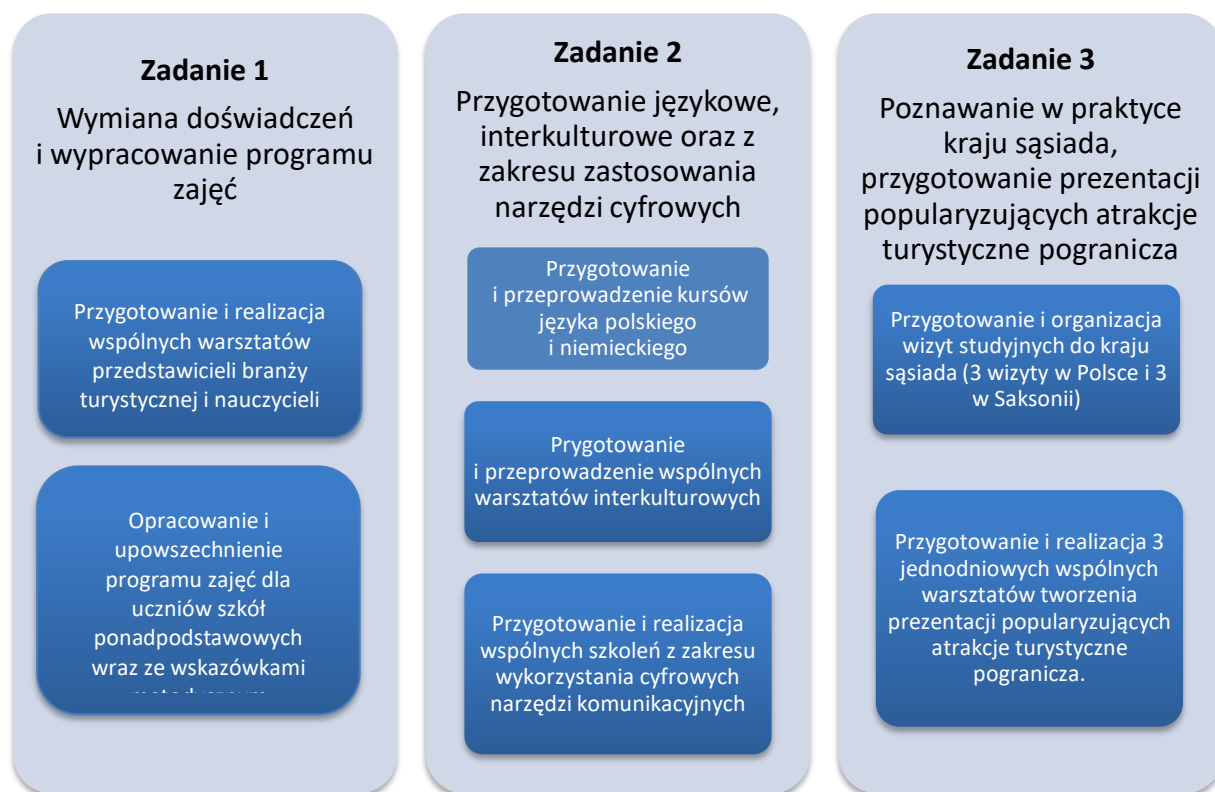 Zadanie 1
Wymiana doświadczeń
i wypracowanie programu
zajęć
Przygotowanie i realizacja
wspólnych warsztatów
przedstawicieli branży
turystycznej i nauczycieli
Opracowanie i
upowszechnienie
programu zajęć dla
uczniów szkół
ponadpodstawowych
wraz ze wskazówkami
Zadanie 2
Przygotowanie językowe,
interkulturowe oraz z
zakresu zastosowania
narzędzi cyfrowych
Przygotowanie
i przeprowadzenie kursów
języka polskiego
i niemieckiego
Prygotowanie
i przeprowadzenie wspólnych
warsztatów interkulturowych
Przygotowanie i realizacja
wspólnych szkoleń z zakresu
wykorzystania cyfrowych
narzędzi komunikacyjnych
Zadanie 3
Poznawanie w praktyce
kraju sąsiada,
przygotowanie prezentacji
popularyzujących atrakcje
turystyczne pogranicza
Przygotowanie i organizacja
wizyt studyjnych do kraju
sąsiada (3 wizyty w Polsce i 3
w Saksonii)
Przygotowanie i realizacja 3
jednodniowych wspólnych
warsztatów tworzenia
prezentacji popularyzujących
atrakcje turystyczne
pogranicza.